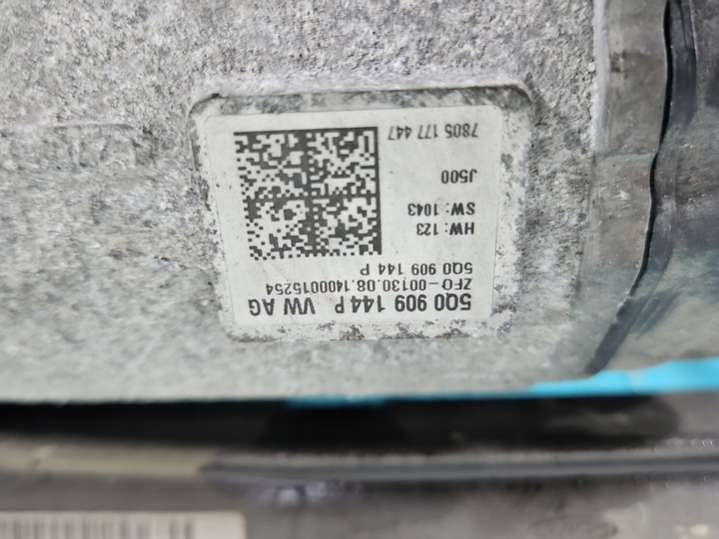 5Q0 909 144 P VW AG
ZFO-00130.08.1400015254
5Q0 909 144 P
HW: 123
SW: 1043
J500
7805 177 447